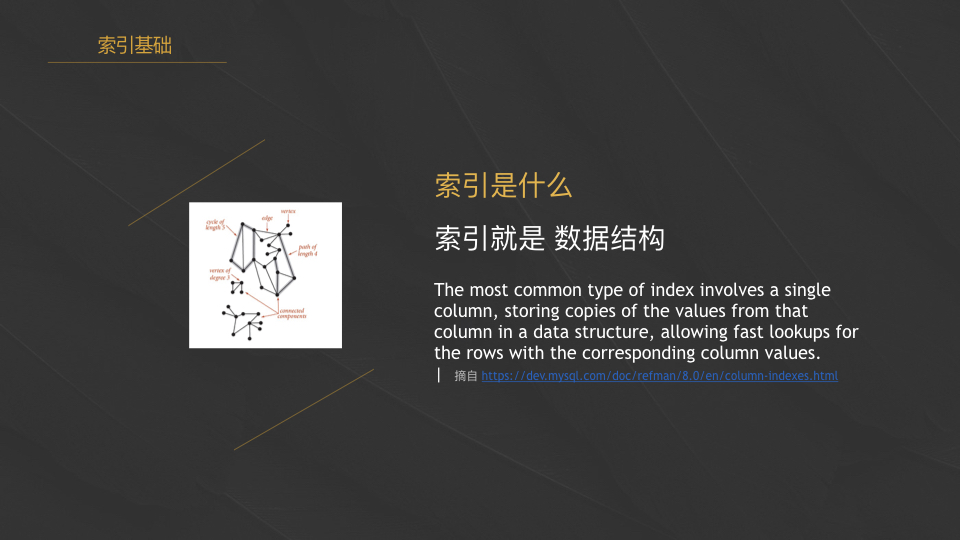 索引基础
索引是什么
索引就是 数据结构
The most common type of index involves a single
column, storing copies of the values from that
column in a data structure, allowing fast lookups for
the rows with the corresponding column values.
| 摘自 https://dev.mysql.com/doc/refman/8.0/en/column-indexes.html
vertex
edge
cycle of
length 5
path of
length 4
vertex of
degree 3
connected
components